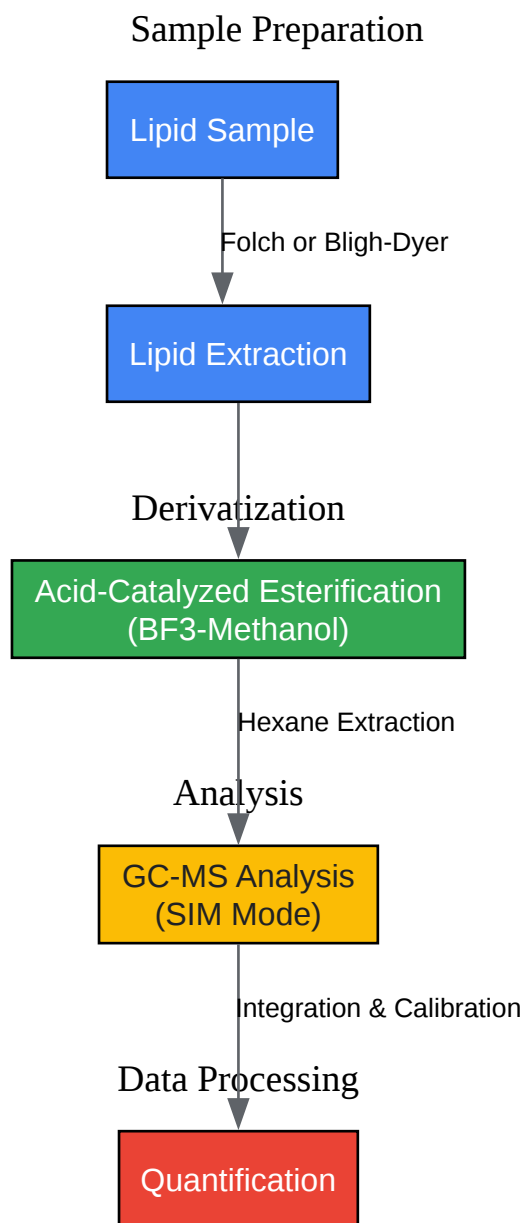 Sample Preparation
Lipid Sample
Folch or Bligh-Dyer
Lipid Extraction
Derivatization
Acid-Catalyzed Esterification
(BF3-Methanol)
Hexane Extraction
Analysis
GC-MS Analysis
(SIM Mode)
Integration & Calibration
Data Processing
Quantification